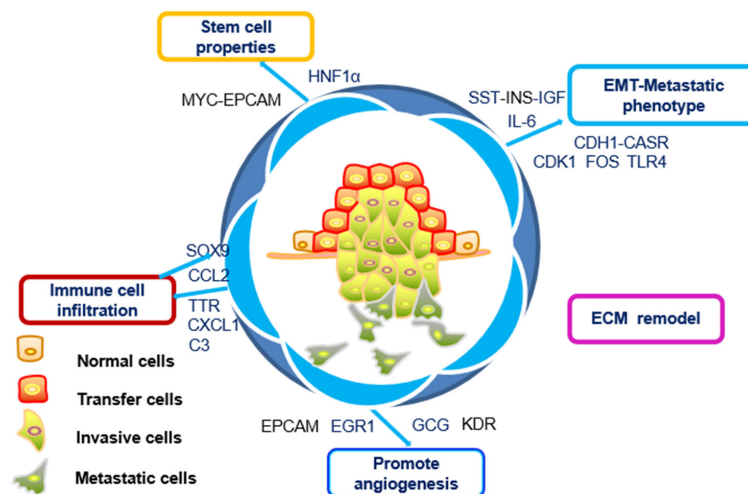 Stem cell
properties
HNF1α
MYC-EPCAM
SST-INS-IGF
IL-6
EMT-Metastatic
phenotype
CDH1-CASR
CDK1 FOS TLR4
SOX9
CCL2
Immune cell
infiltration
TTR
CXCL1
C3
ECM remodel
Normal cells
Transfer cells
Invasive cells
Metastatic cells
EPCAM EGR1 GCG KDR
Promote
angiogenesis